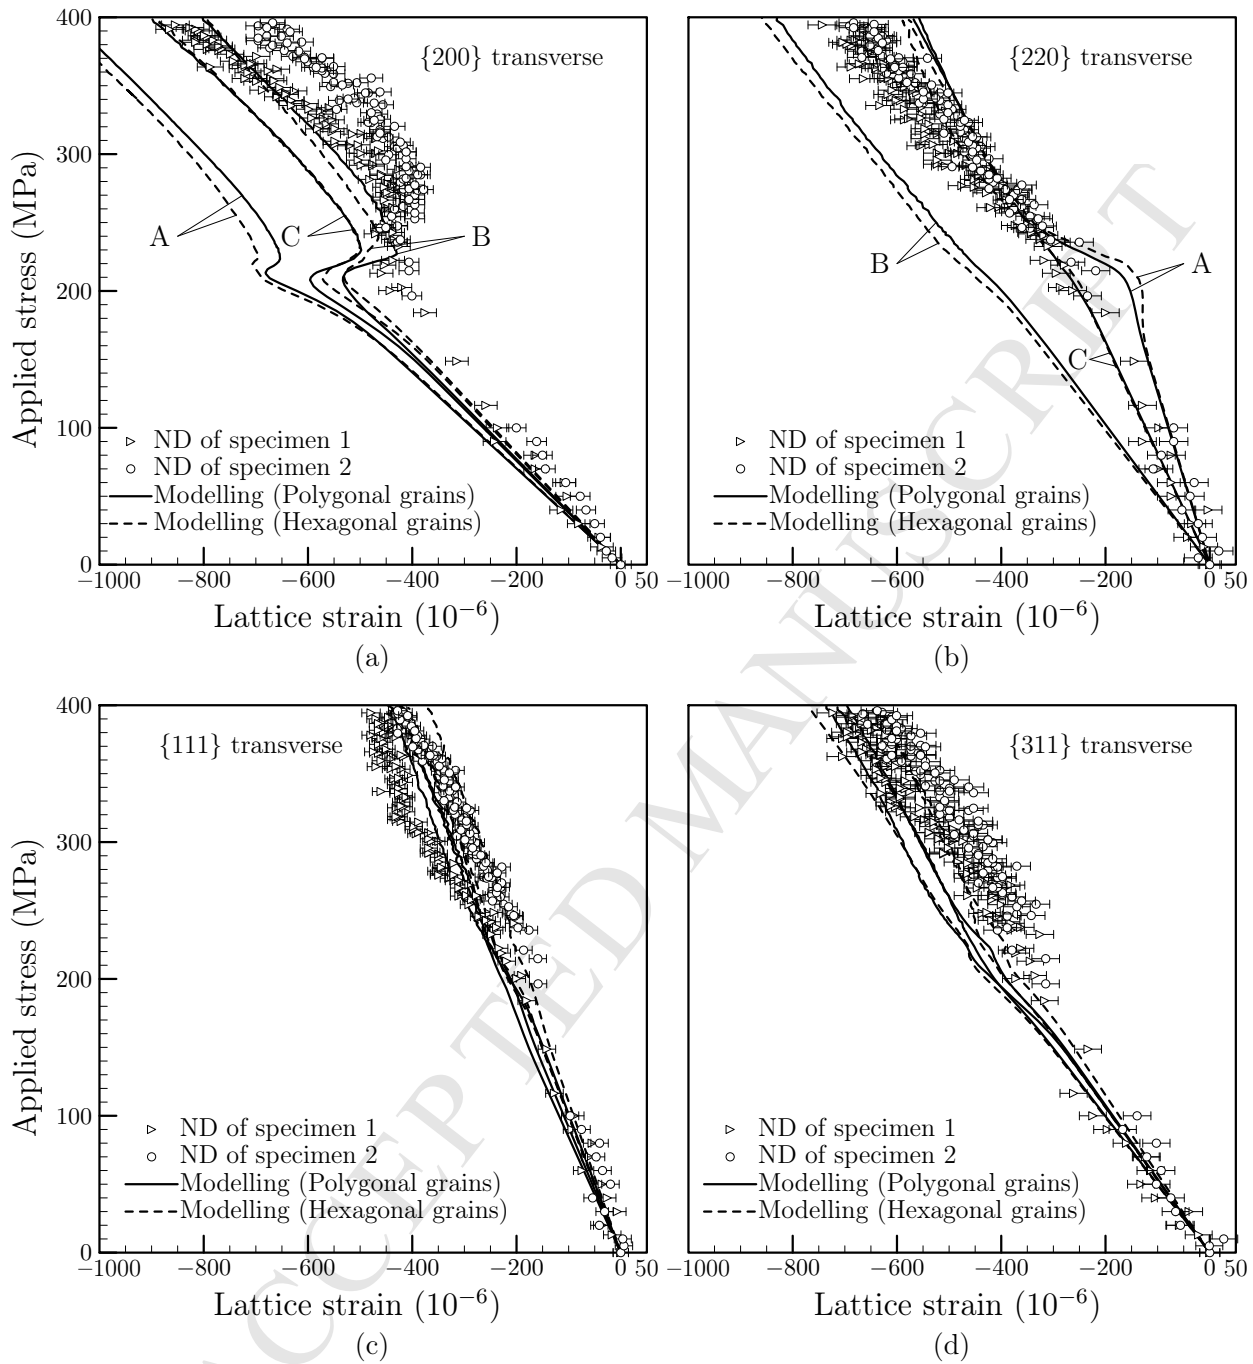 400
300
200
100
0
Applied stress (MPa)
{200} transverse
A
C
B
ND of specimen 1
ND of specimen 2
Modelling (Polygonal grains)
Modelling (Hexagonal grains)
−1000 −800 −600 −400 −200 0 50
Lattice strain (10−6)
(a)
{220} transverse
B
A
C
ND of specimen 1
ND of specimen 2
Modelling (Polygonal grains)
Modelling (Hexagonal grains)
−1000 −800 −600 −400 −200 0 50
Lattice strain (10−6)
(b)
400
300
200
100
0
Applied stress (MPa)
{111} transverse
ND of specimen 1
ND of specimen 2
Modelling (Polygonal grains)
Modelling (Hexagonal grains)
−1000 −800 −600 −400 −200 0 50
Lattice strain (10−6)
(c)
{311} transverse
ND of specimen 1
ND of specimen 2
Modelling (Polygonal grains)
Modelling (Hexagonal grains)
−1000 −800 −600 −400 −200 0 50
Lattice strain (10−6)
(d)
ACCEPTED MANUSCRIPT